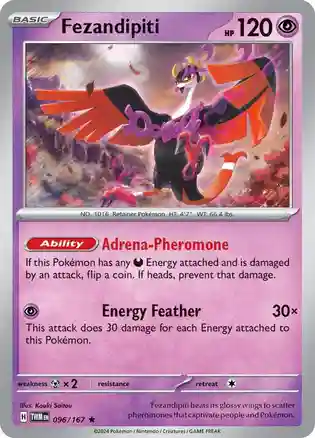 BASIC
Fezandipiti
HP 120
NO. 1016 Retainer Pokémon HT: 4'7" WT: 66.4 lbs.
Ability Adrena-Pheromone
If this Pokémon has any Energy attached and is damaged
by an attack, flip a coin. If heads, prevent that damage.
Energy Feather 30×
This attack does 30 damage for each Energy attached to
this Pokémon.
weakness ×2 resistance retreat
Illus. Kouki Saitou
H TWM EN 096/167 ★
Fezandipiti beats its glossy wings to scatter
pheromones that captivate people and Pokémon.
©2024 Pokémon / Nintendo / Creatures / GAME FREAK